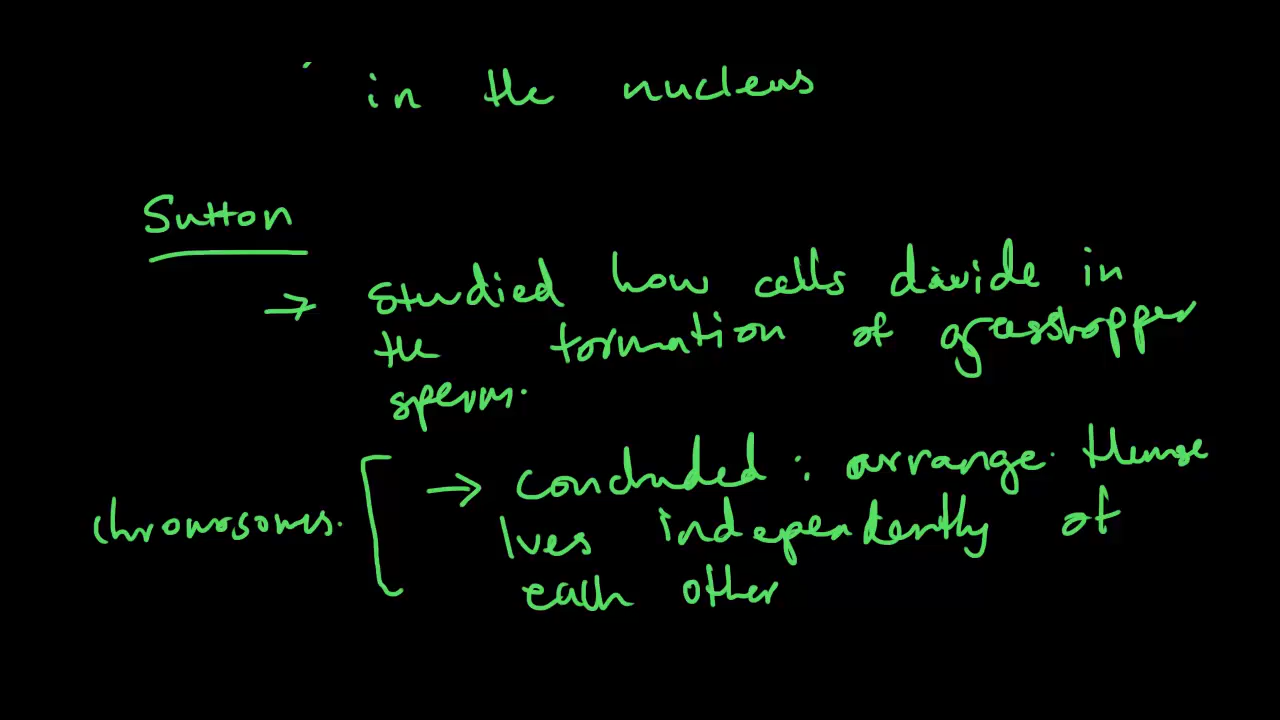 in the nucleus
Sutton
→ studied how cells divide in
the formation of grasshopper
sperm.
chromosomes. [ → concluded : arrange themse
lves independently of
each other